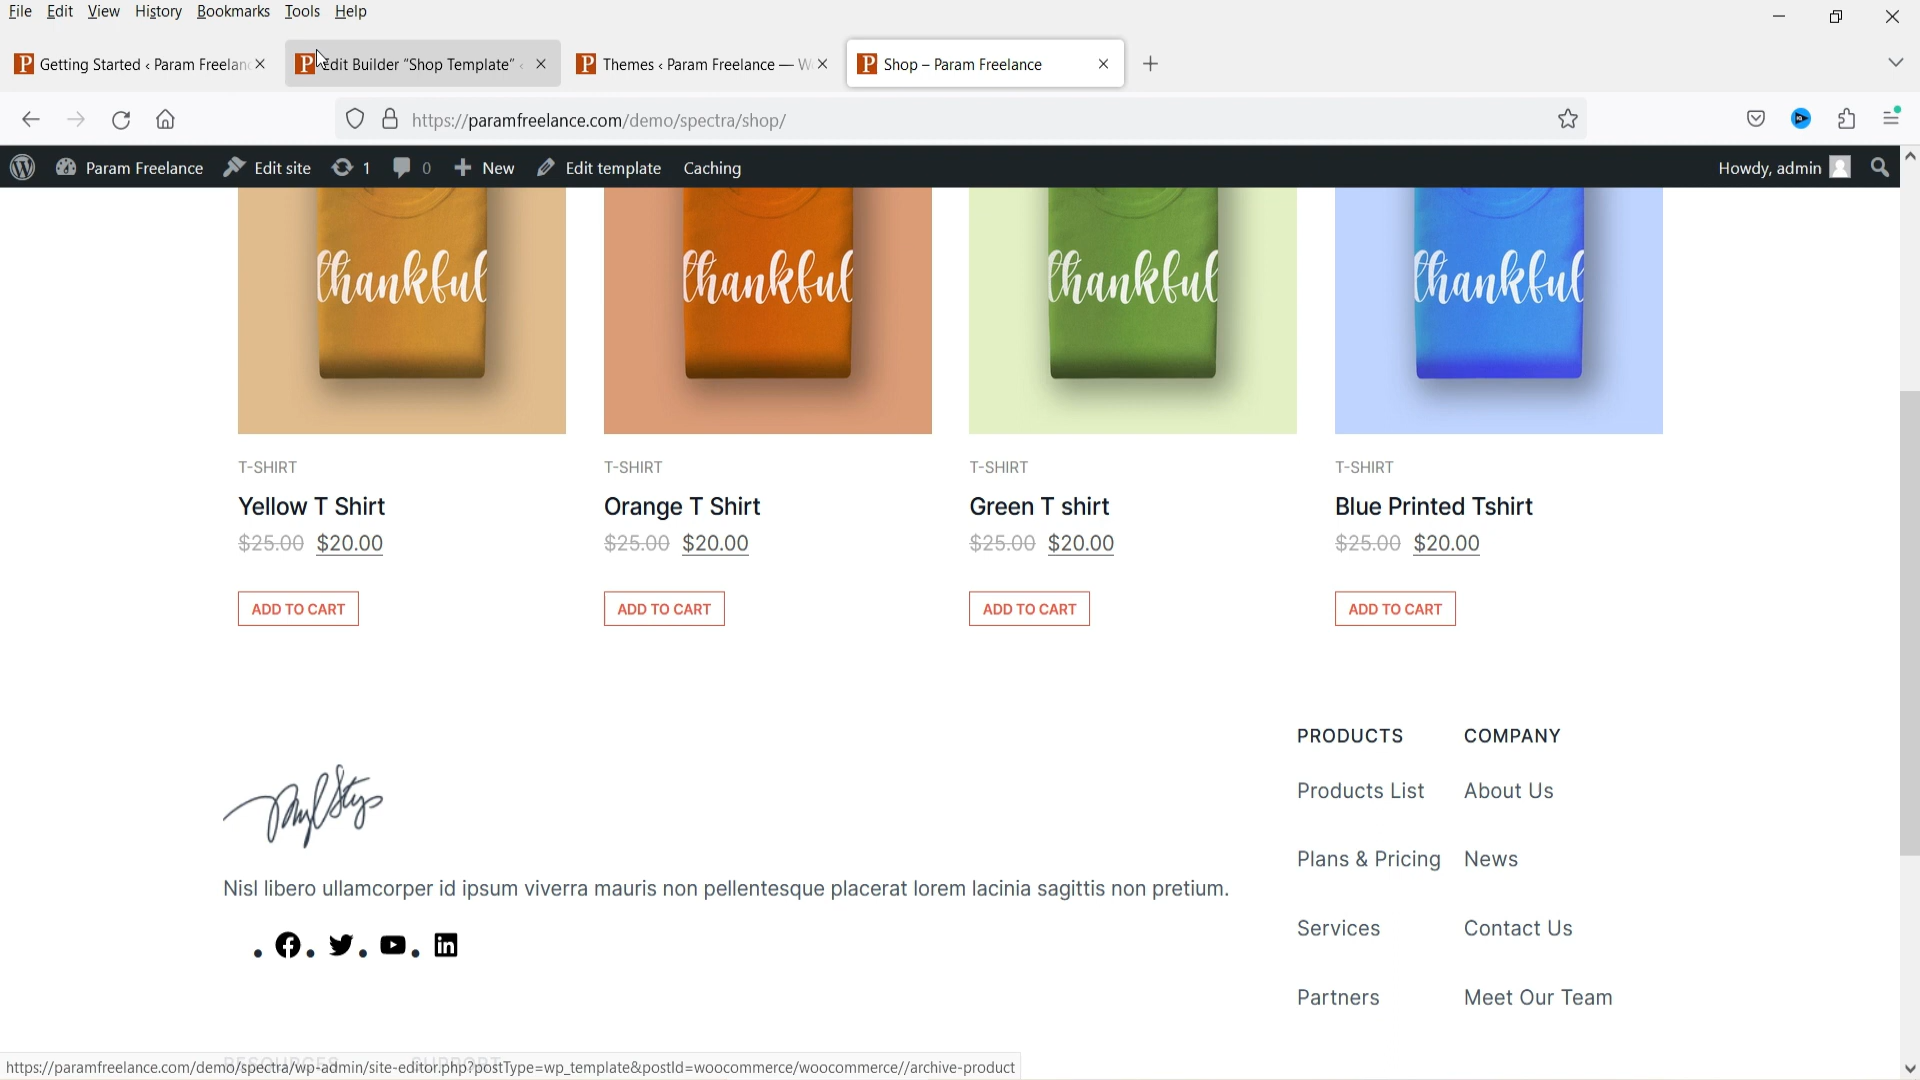 File Edit View History Bookmarks Tools Help
Getting Started ‹ Param Freelanc
Edit Builder “Shop Template” ‹
Themes ‹ Param Freelance — W
Shop – Param Freelance
https://paramfreelance.com/demo/spectra/shop/
Param Freelance Edit site 1 0 New Edit template Caching Howdy, admin
thankful thankful thankful thankful
T-SHIRT T-SHIRT T-SHIRT T-SHIRT
Yellow T Shirt Orange T Shirt Green T shirt Blue Printed Tshirt
$25.00 $20.00 $25.00 $20.00 $25.00 $20.00 $25.00 $20.00
ADD TO CART ADD TO CART ADD TO CART ADD TO CART
PRODUCTS COMPANY
Products List About Us
Plans & Pricing News
Services Contact Us
Partners Meet Our Team
Nisl libero ullamcorper id ipsum viverra mauris non pellentesque placerat lorem lacinia sagittis non pretium.
RESOURCES SUPPORT
https://paramfreelance.com/demo/spectra/wp-admin/site-editor.php?postType=wp_template&postId=woocommerce/woocommerce//archive-product